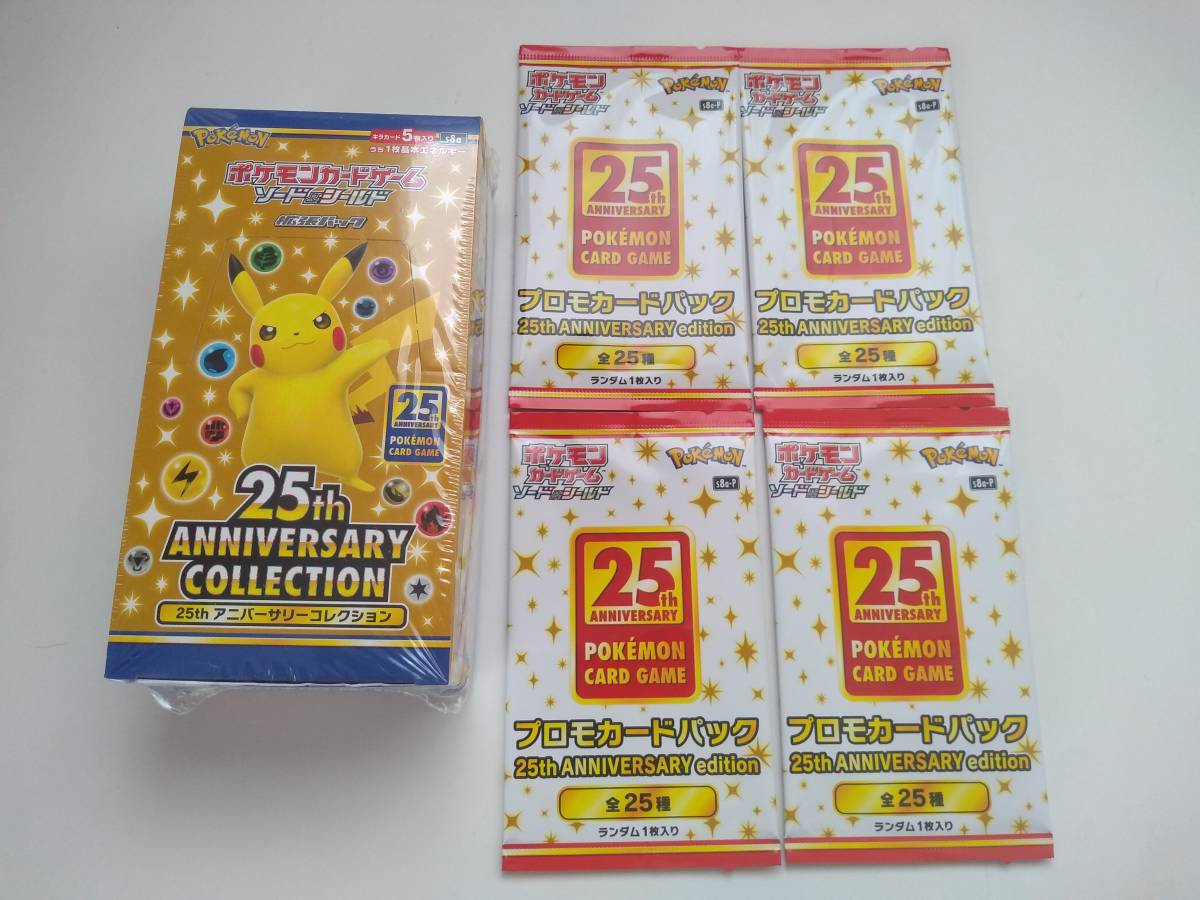 POKÉMON
キラカード5枚入り
s8a
うち1枚基本エネルギー
ポケモンカードゲーム
ソード&シールド
拡張パック
25th
ANNIVERSARY
POKÉMON
CARD GAME
25th
ANNIVERSARY
COLLECTION
25th アニバーサリーコレクション
ポケモン
カードゲーム
ソード&シールド
POKÉMON
s8a-P
25th
ANNIVERSARY
POKÉMON
CARD GAME
プロモカードパック
25th ANNIVERSARY edition
全25種
ランダム1枚入り
ポケモン
カードゲーム
ソード&シールド
POKÉMON
s8a-P
25th
ANNIVERSARY
POKÉMON
CARD GAME
プロモカードパック
25th ANNIVERSARY edition
全25種
ランダム1枚入り
ポケモン
カードゲーム
ソード&シールド
POKÉMON
s8a-P
25th
ANNIVERSARY
POKÉMON
CARD GAME
プロモカードパック
25th ANNIVERSARY edition
全25種
ランダム1枚入り
ポケモン
カードゲーム
ソード&シールド
POKÉMON
s8a-P
25th
ANNIVERSARY
POKÉMON
CARD GAME
プロモカードパック
25th ANNIVERSARY edition
全25種
ランダム1枚入り